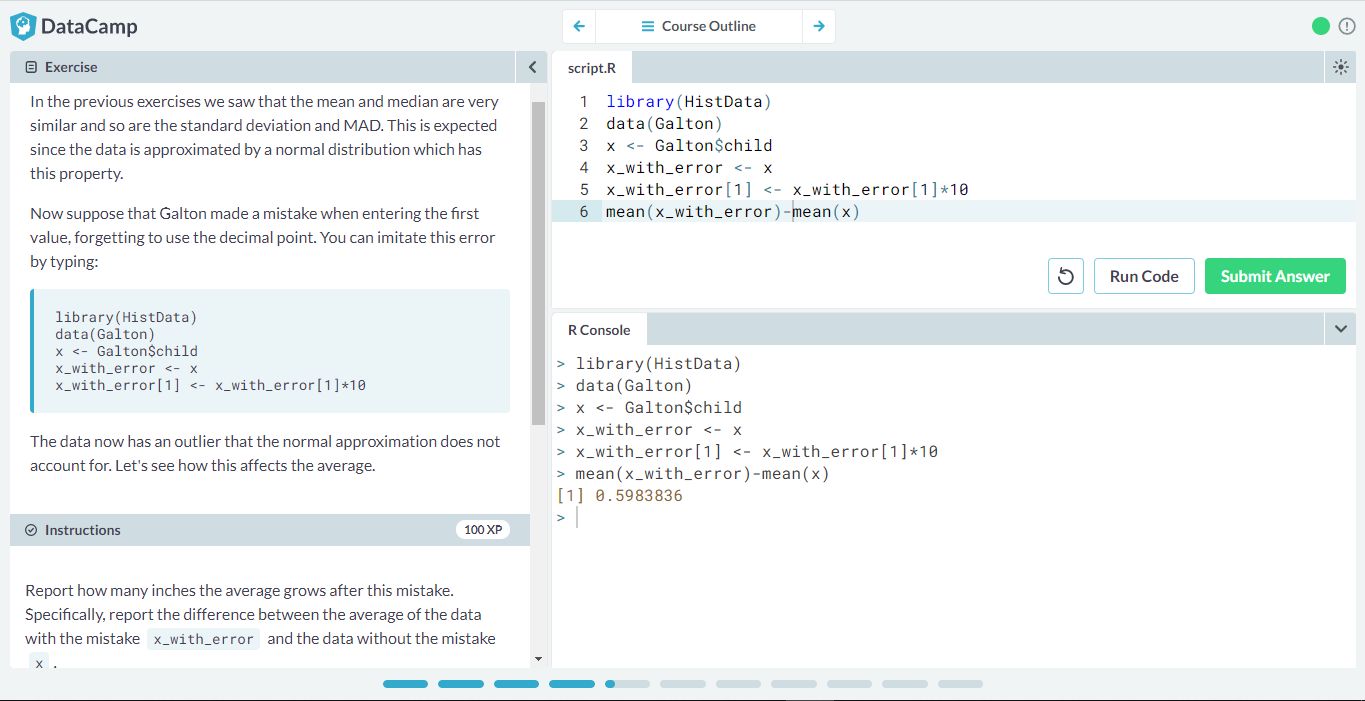 DataCamp
Course Outline
Exercise
In the previous exercises we saw that the mean and median are very
similar and so are the standard deviation and MAD. This is expected
since the data is approximated by a normal distribution which has
this property.
Now suppose that Galton made a mistake when entering the first
value, forgetting to use the decimal point. You can imitate this error
by typing:
library(HistData)
data(Galton)
x <- Galton$child
x_with_error <- x
x_with_error[1] <- x_with_error[1]*10
The data now has an outlier that the normal approximation does not
account for. Let's see how this affects the average.
Instructions
100 XP
Report how many inches the average grows after this mistake.
Specifically, report the difference between the average of the data
with the mistake x_with_error and the data without the mistake
x .
script.R
1 library(HistData)
2 data(Galton)
3 x <- Galton$child
4 x_with_error <- x
5 x_with_error[1] <- x_with_error[1]*10
6 mean(x_with_error)-mean(x)
Run Code
Submit Answer
R Console
> library(HistData)
> data(Galton)
> x <- Galton$child
> x_with_error <- x
> x_with_error[1] <- x_with_error[1]*10
> mean(x_with_error)-mean(x)
[1] 0.5983836
>